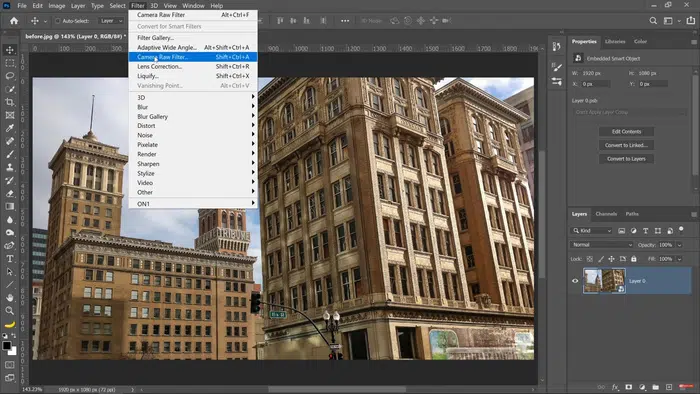 File Edit Image Layer Type Select Filter 3D View Window Help
Auto-Select: Layer
Share
before.jpg @ 143% (Layer 0, RGB/8#) *
Camera Raw Filter Alt+Ctrl+F
Convert for Smart Filters
Filter Gallery...
Adaptive Wide Angle... Alt+Shift+Ctrl+A
Camera Raw Filter... Shift+Ctrl+A
Lens Correction... Shift+Ctrl+R
Liquify... Shift+Ctrl+X
Vanishing Point... Alt+Ctrl+V
3D
Blur
Blur Gallery
Distort
Noise
Pixelate
Render
Sharpen
Stylize
Video
Other
ON1
TRIBUNE
Properties Libraries Color
Embedded Smart Object
W: 1920 px H: 1080 px
X: 0 px Y: 0 px
Layer 0.psb
Edit Contents
Convert to Linked...
Convert to Layers
Layers Channels Paths
Kind
Normal Opacity: 100%
Lock: Fill: 100%
Layer 0
143.23% 1920 px x 1080 px (72 ppi)